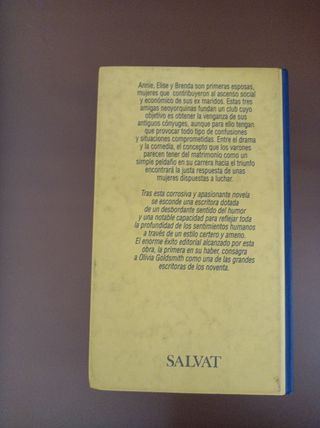 Annie, Elise y Brenda son primeras esposas,
mujeres que contribuyeron al ascenso social
y económico de sus ex maridos. Estas tres
amigas neoyorquinas fundan un club cuyo
objetivo es obtener la venganza de sus
antiguos cónyuges, aunque para ello tengan
que provocar todo tipo de confusiones
y situaciones comprometidas. Entre el drama
y la comedia, el concepto que los varones
parecen tener del matrimonio como un
simple peldaño en su carrera hacia el triunfo
encontrará la justa respuesta de unas
mujeres dispuestas a luchar.
Tras esta corrosiva y apasionante novela
se esconde una escritora dotada
de un desbordante sentido del humor
y una notable capacidad para reflejar toda
la profundidad de los sentimientos humanos
a través de un estilo certero y ameno.
El enorme éxito editorial alcanzado por esta
obra, la primera en su haber, consagra
a Olivia Goldsmith como una de las grandes
escritoras de los noventa.
SALVAT